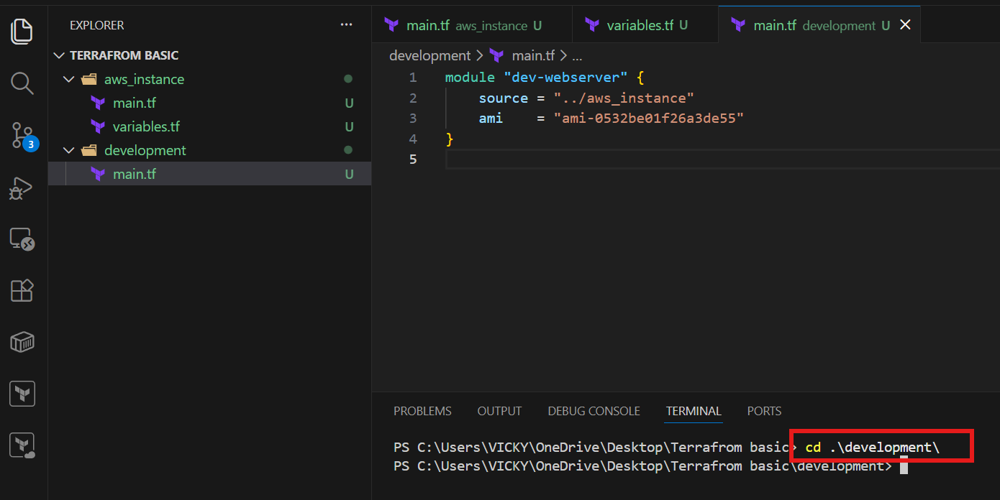 EXPLORER
...
TERRAFROM BASIC
aws_instance
main.tf U
variables.tf U
development
main.tf U
3
main.tf aws_instance U
variables.tf U
main.tf development U
development > main.tf > ...
1 module "dev-webserver" {
2 source = "../aws_instance"
3 ami = "ami-0532be01f26a3de55"
4 }
5
PROBLEMS OUTPUT DEBUG CONSOLE TERMINAL PORTS
PS C:\Users\VICKY\OneDrive\Desktop\Terrafrom basic> cd .\development\
PS C:\Users\VICKY\OneDrive\Desktop\Terrafrom basic\development>